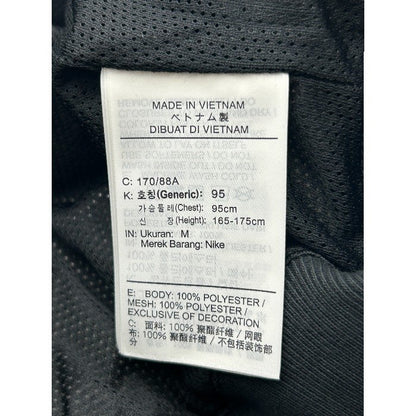 MADE IN VIETNAM
ベトナム製
DIBUAT DI VIETNAM
C: 170/88A
K: 호칭(Generic): 95
가슴둘레(Chest): 95cm
신 장(Height): 165-175cm
IN: Ukuran: M
Merek Barang: Nike
E: BODY: 100% POLYESTER /
MESH: 100% POLYESTER /
EXCLUSIVE OF DECORATION
C: 面料: 100% 聚酯纤维 / 网眼
布: 100% 聚酯纤维 / 不包括装饰部
分